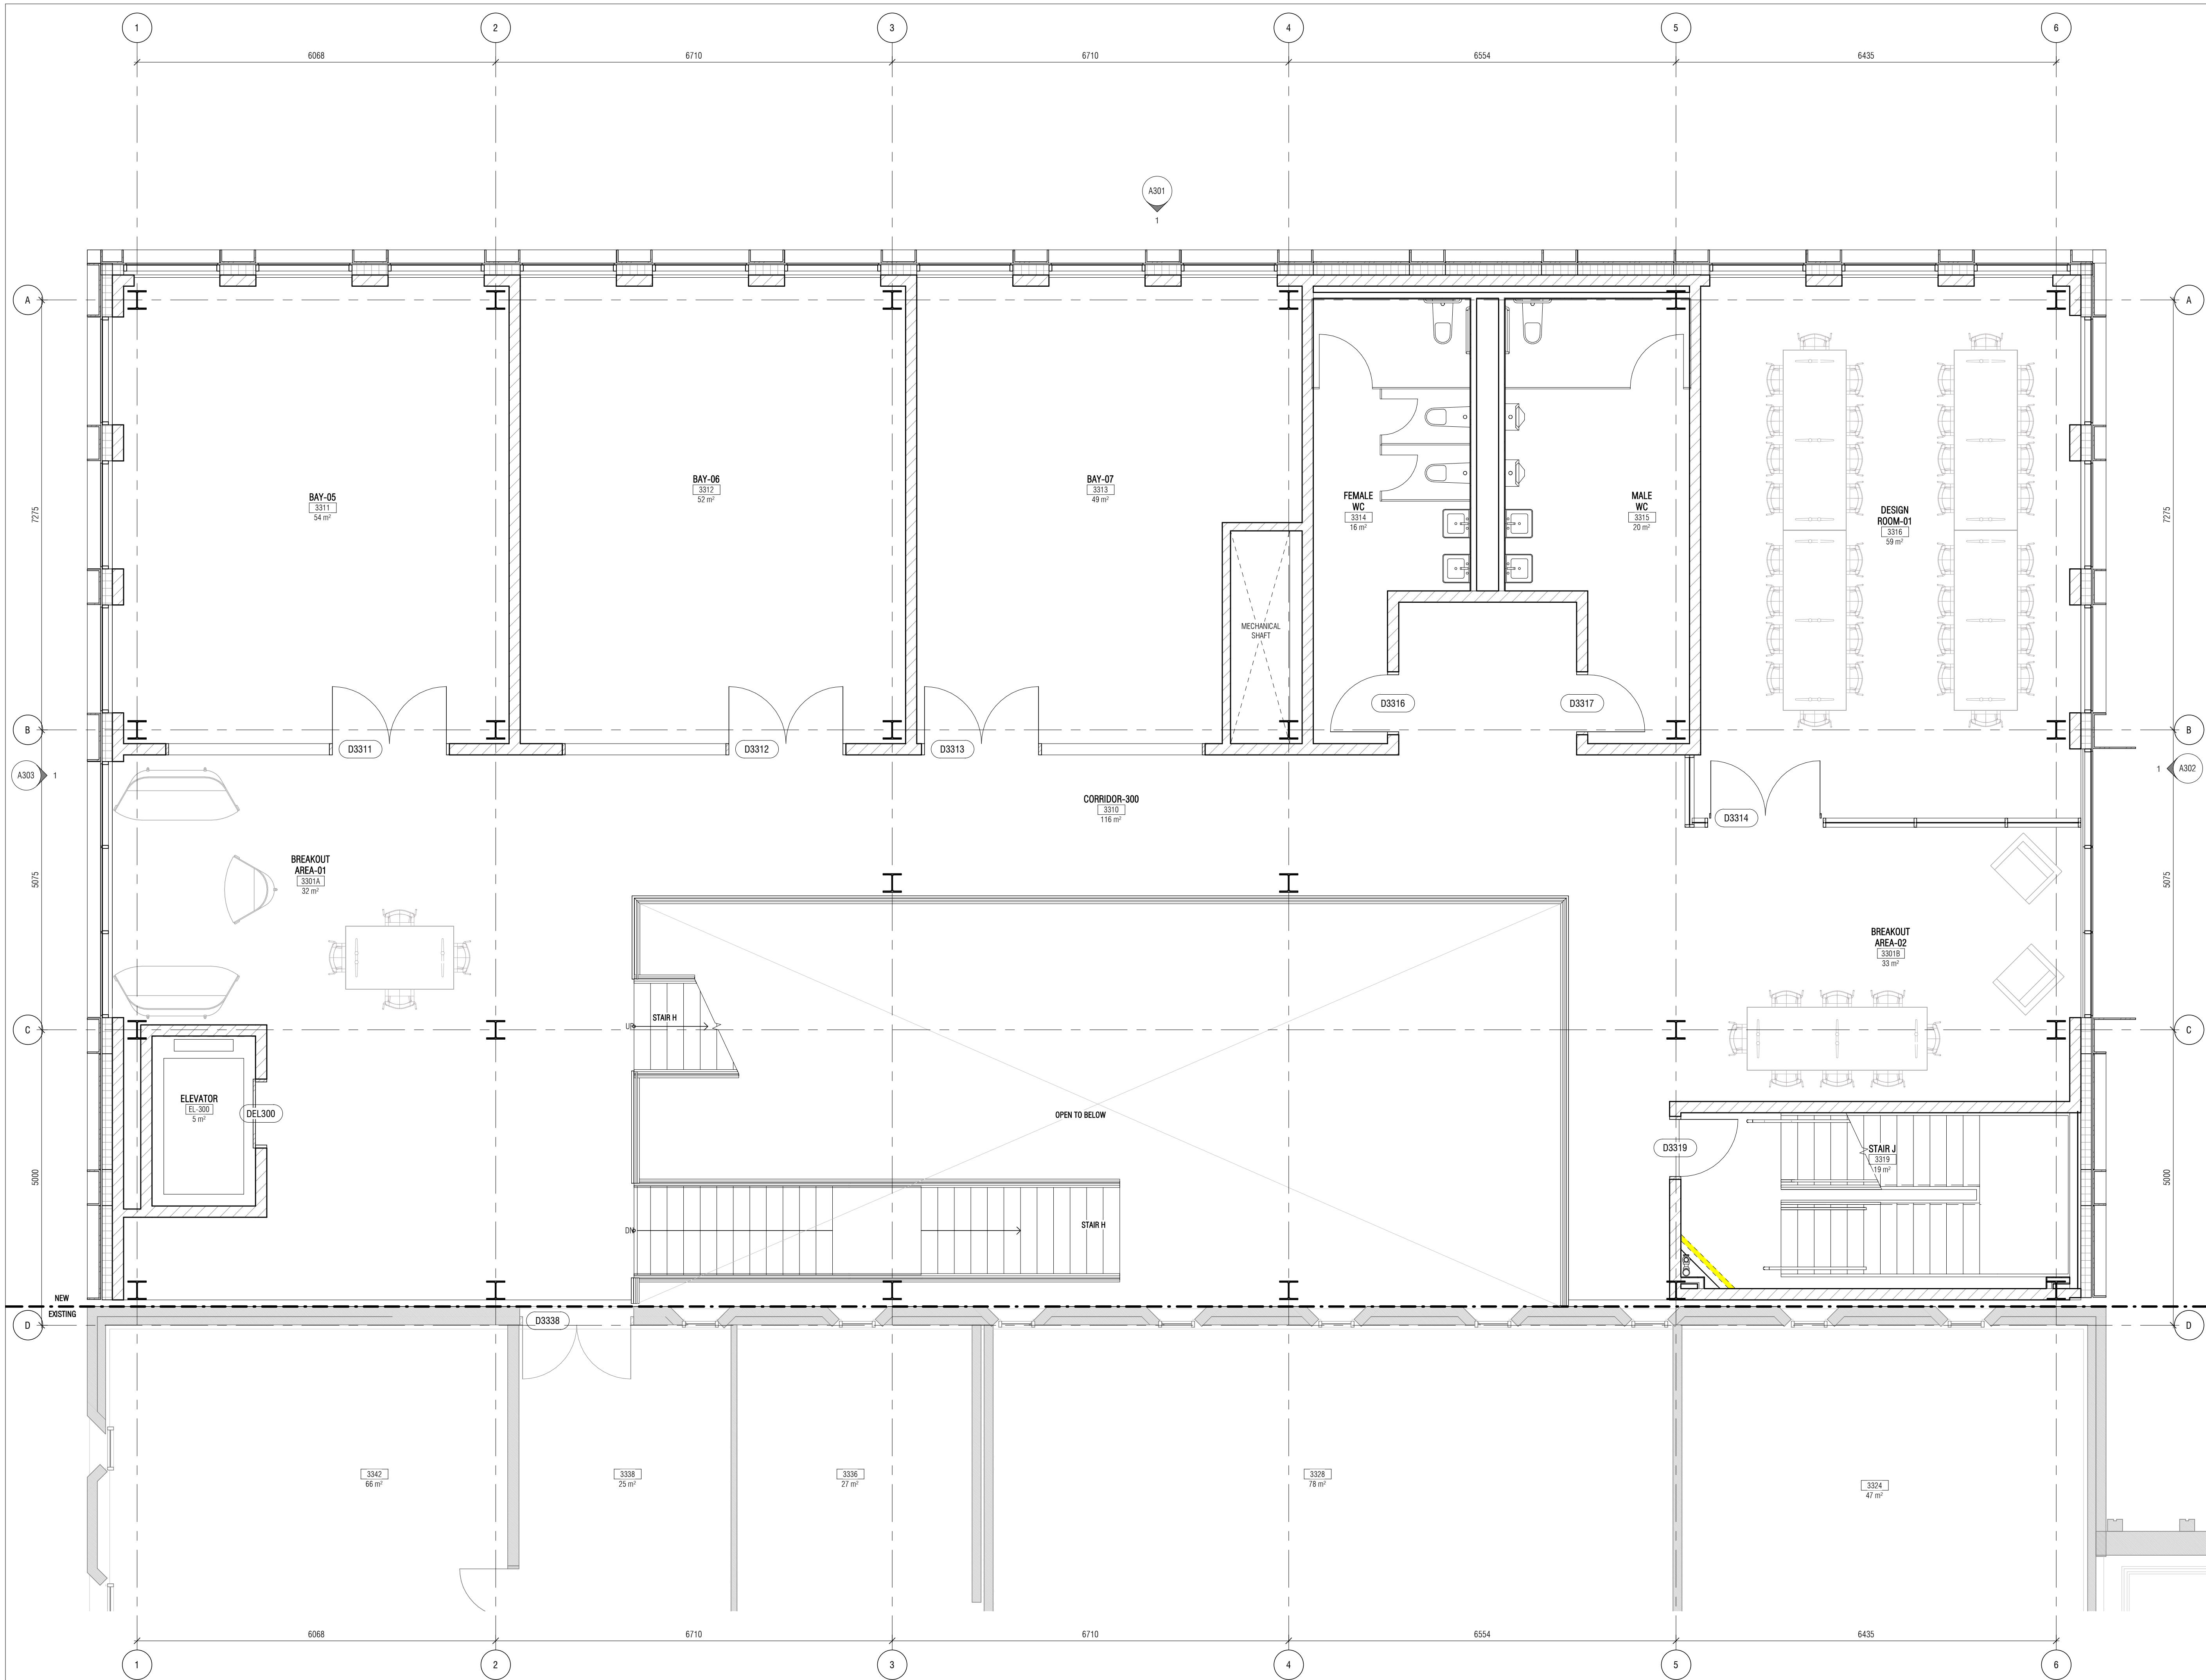 1 2 3 4 5 6
6068 6710 6710 6554 6435
A301
1
A A
7275 7275
BAY-05
3311
54 m²
BAY-06
3312
52 m²
BAY-07
3313
49 m²
FEMALE
WC
3314
16 m²
MALE
WC
3315
20 m²
DESIGN
ROOM-01
3316
59 m²
MECHANICAL
SHAFT
D3316 D3317
B B
D3311 D3312 D3313
A303 1
1 A302
CORRIDOR-300
3310
116 m²
D3314
BREAKOUT
AREA-01
3301A
32 m²
5075 5075
BREAKOUT
AREA-02
3301B
33 m²
C C
UP
STAIR H
ELEVATOR
EL-300
5 m²
DEL300
OPEN TO BELOW
D3319
STAIR J
3319
19 m²
5000 5000
DN
STAIR H
NEW
EXISTING
D D
D3338
3342
66 m²
3338
25 m²
3336
27 m²
3328
78 m²
3324
47 m²
6068 6710 6710 6554 6435
1 2 3 4 5 6